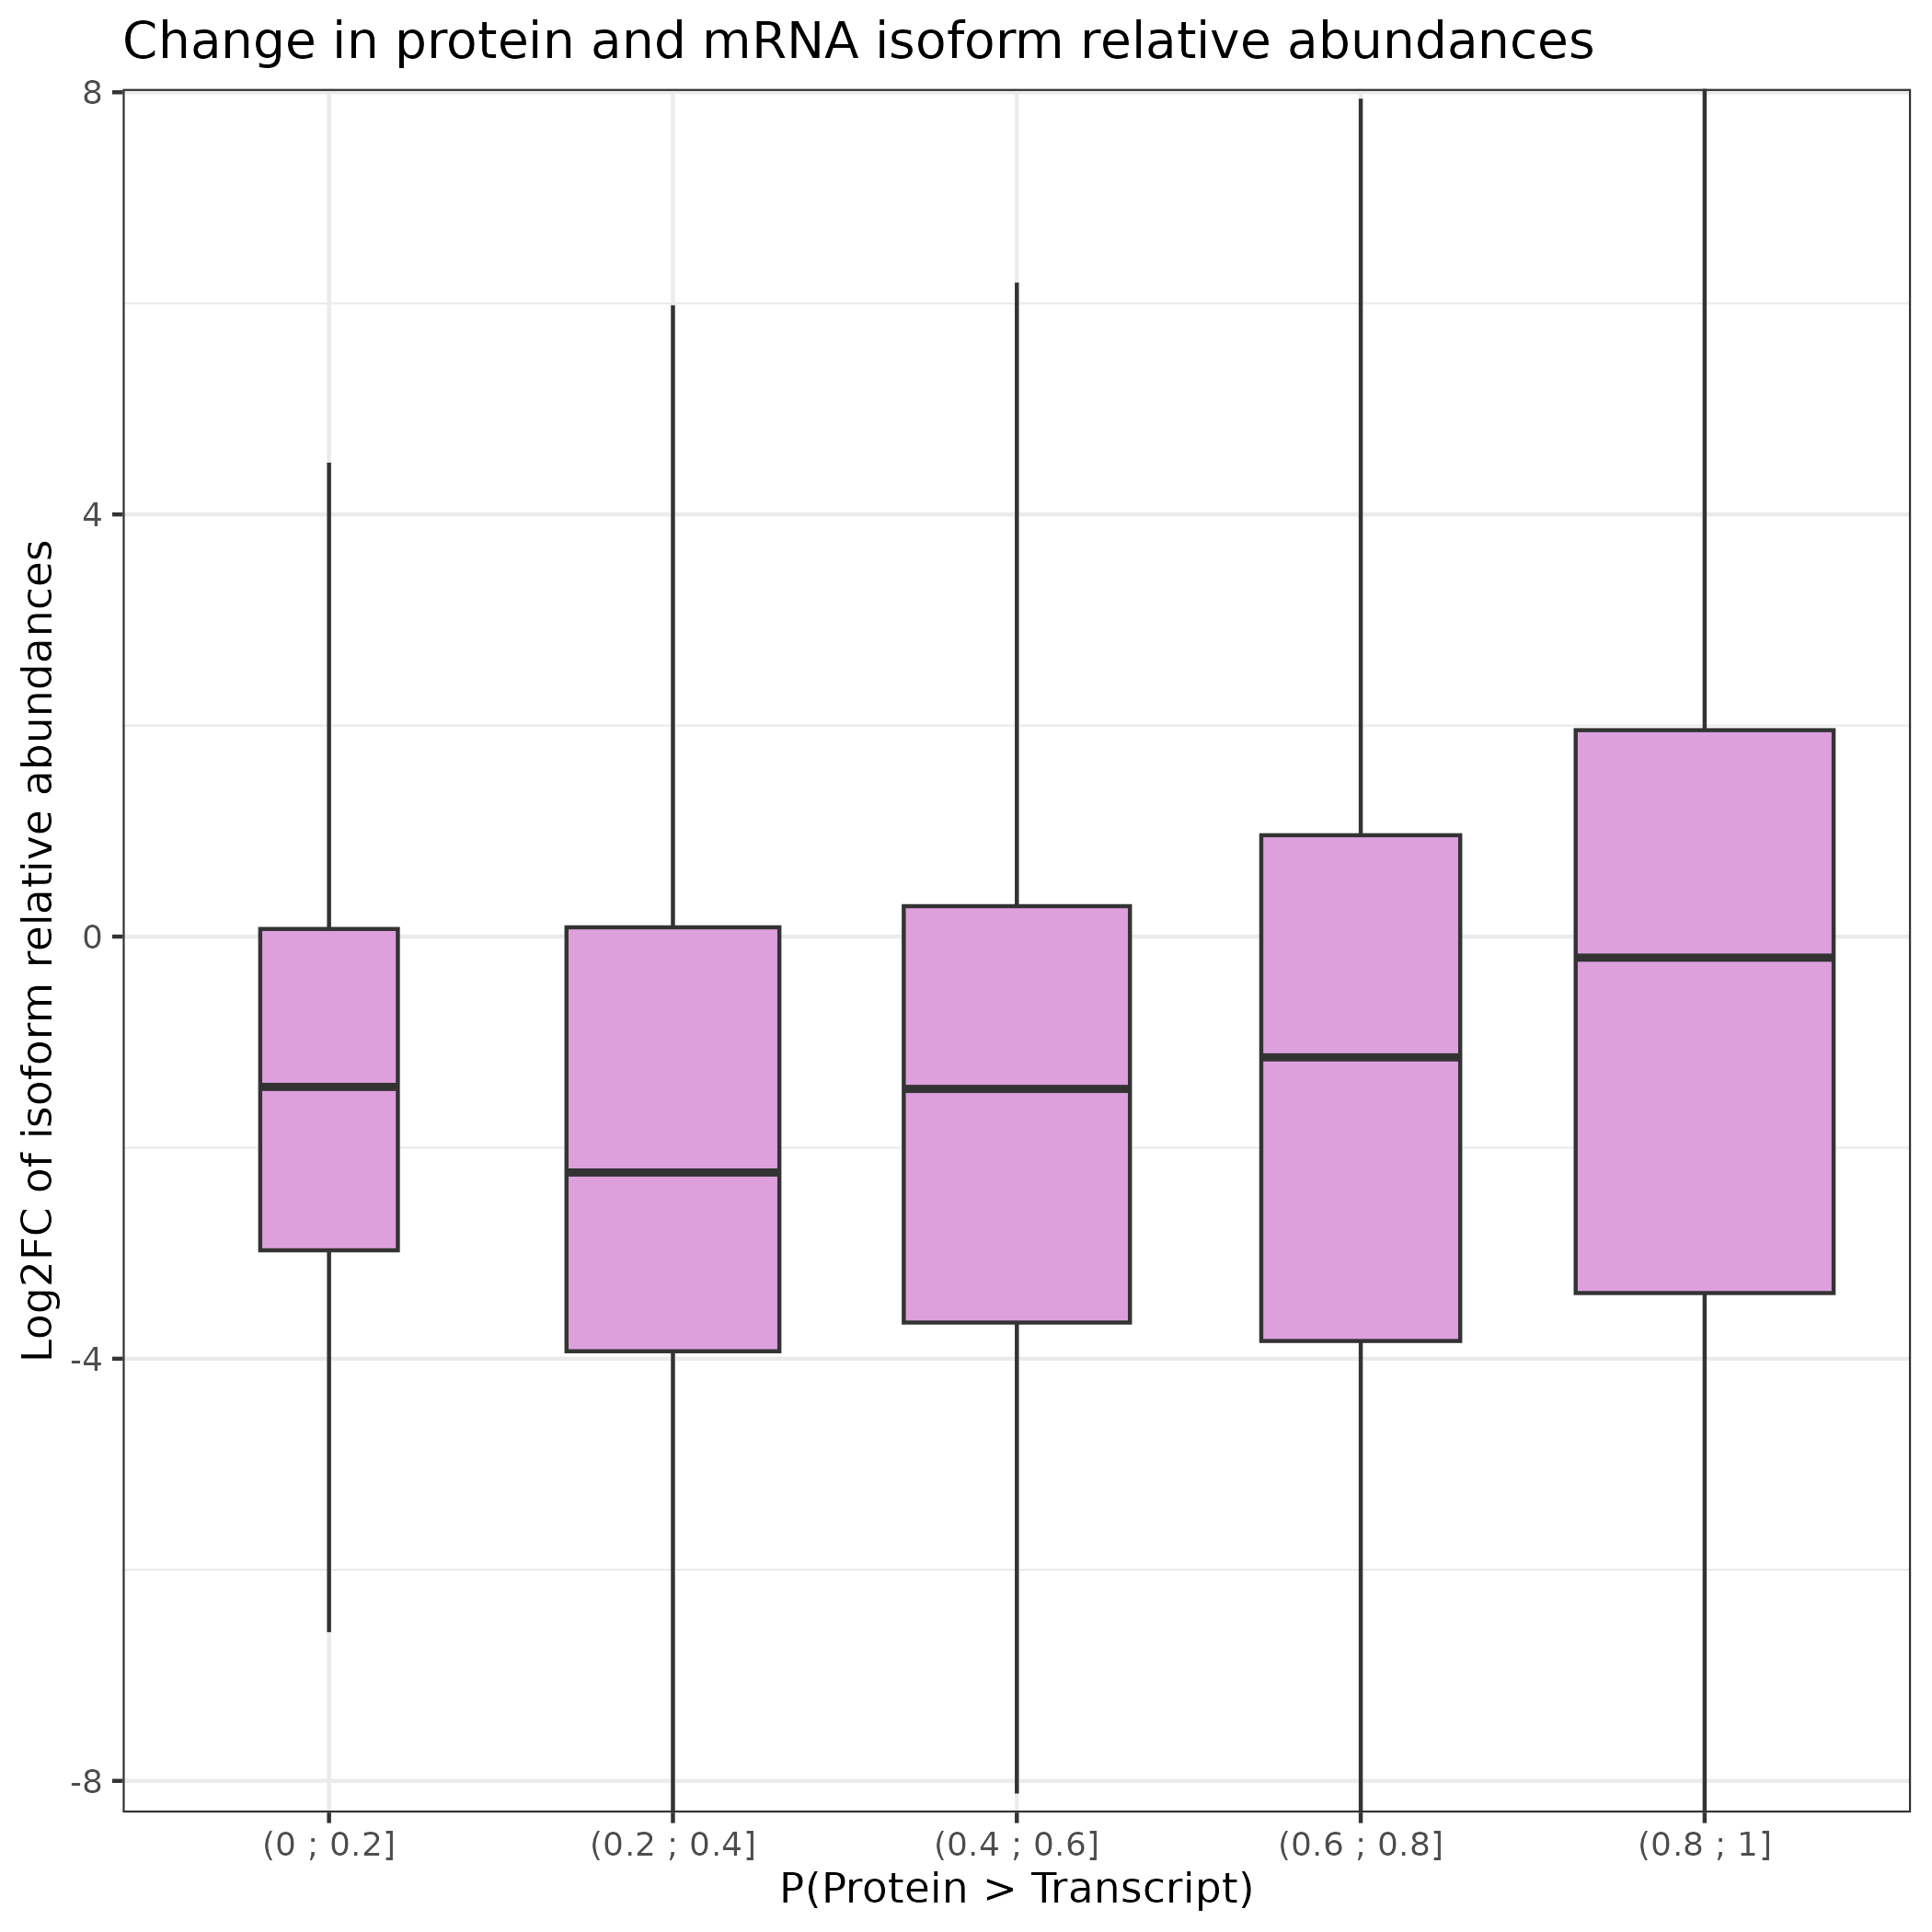 Change in protein and mRNA isoform relative abundances
8
4
0
-4
-8
Log2FC of isoform relative abundances
(0 ; 0.2]
(0.2 ; 0.4]
(0.4 ; 0.6]
(0.6 ; 0.8]
(0.8 ; 1]
P(Protein > Transcript)